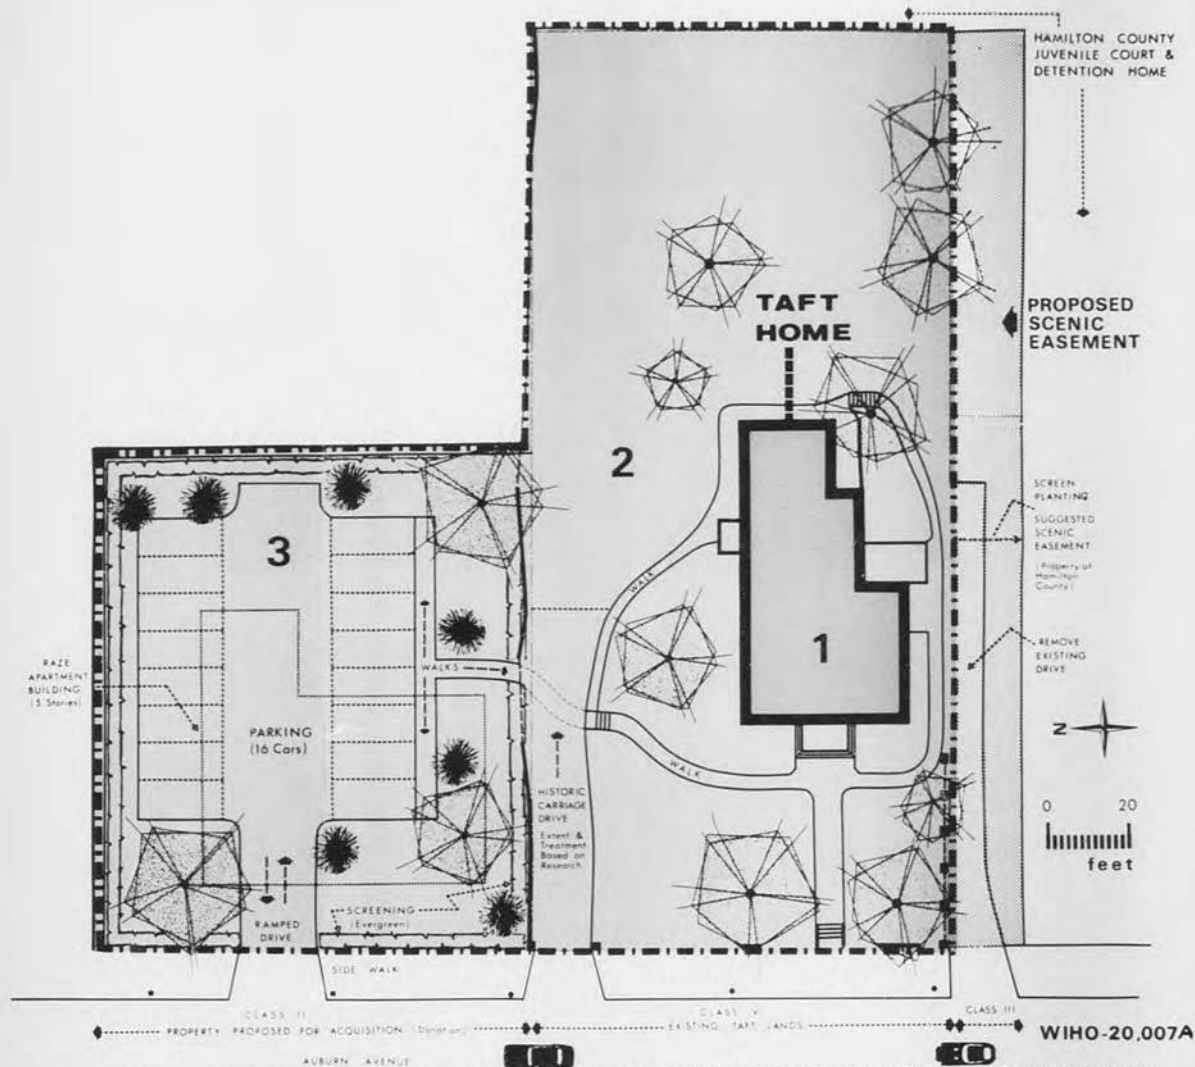 HAMILTON COUNTY
JUVENILE COURT &
DETENTION HOME
TAFT
HOME
PROPOSED
SCENIC
EASEMENT
2
SCREEN
PLANTING
SUGGESTED
SCENIC
EASEMENT
(Property of
Hamilton
County)
3
WALK
1
RAZE
APARTMENT
BUILDING
(5 Stories)
WALKS
REMOVE
EXISTING
DRIVE
PARKING
(16 Cars)
N
WALK
HISTORIC
CARRIAGE
DRIVE
Extent &
Treatment
Based on
Research
0 20
feet
SCREENING
(Evergreen)
RAMPED
DRIVE
SIDE WALK
CLASS II
CLASS V
CLASS III
PROPERTY PROPOSED FOR ACQUISITION (Donation)
EXISTING TAFT LANDS
WIHO-20,007A
AUBURN AVENUE